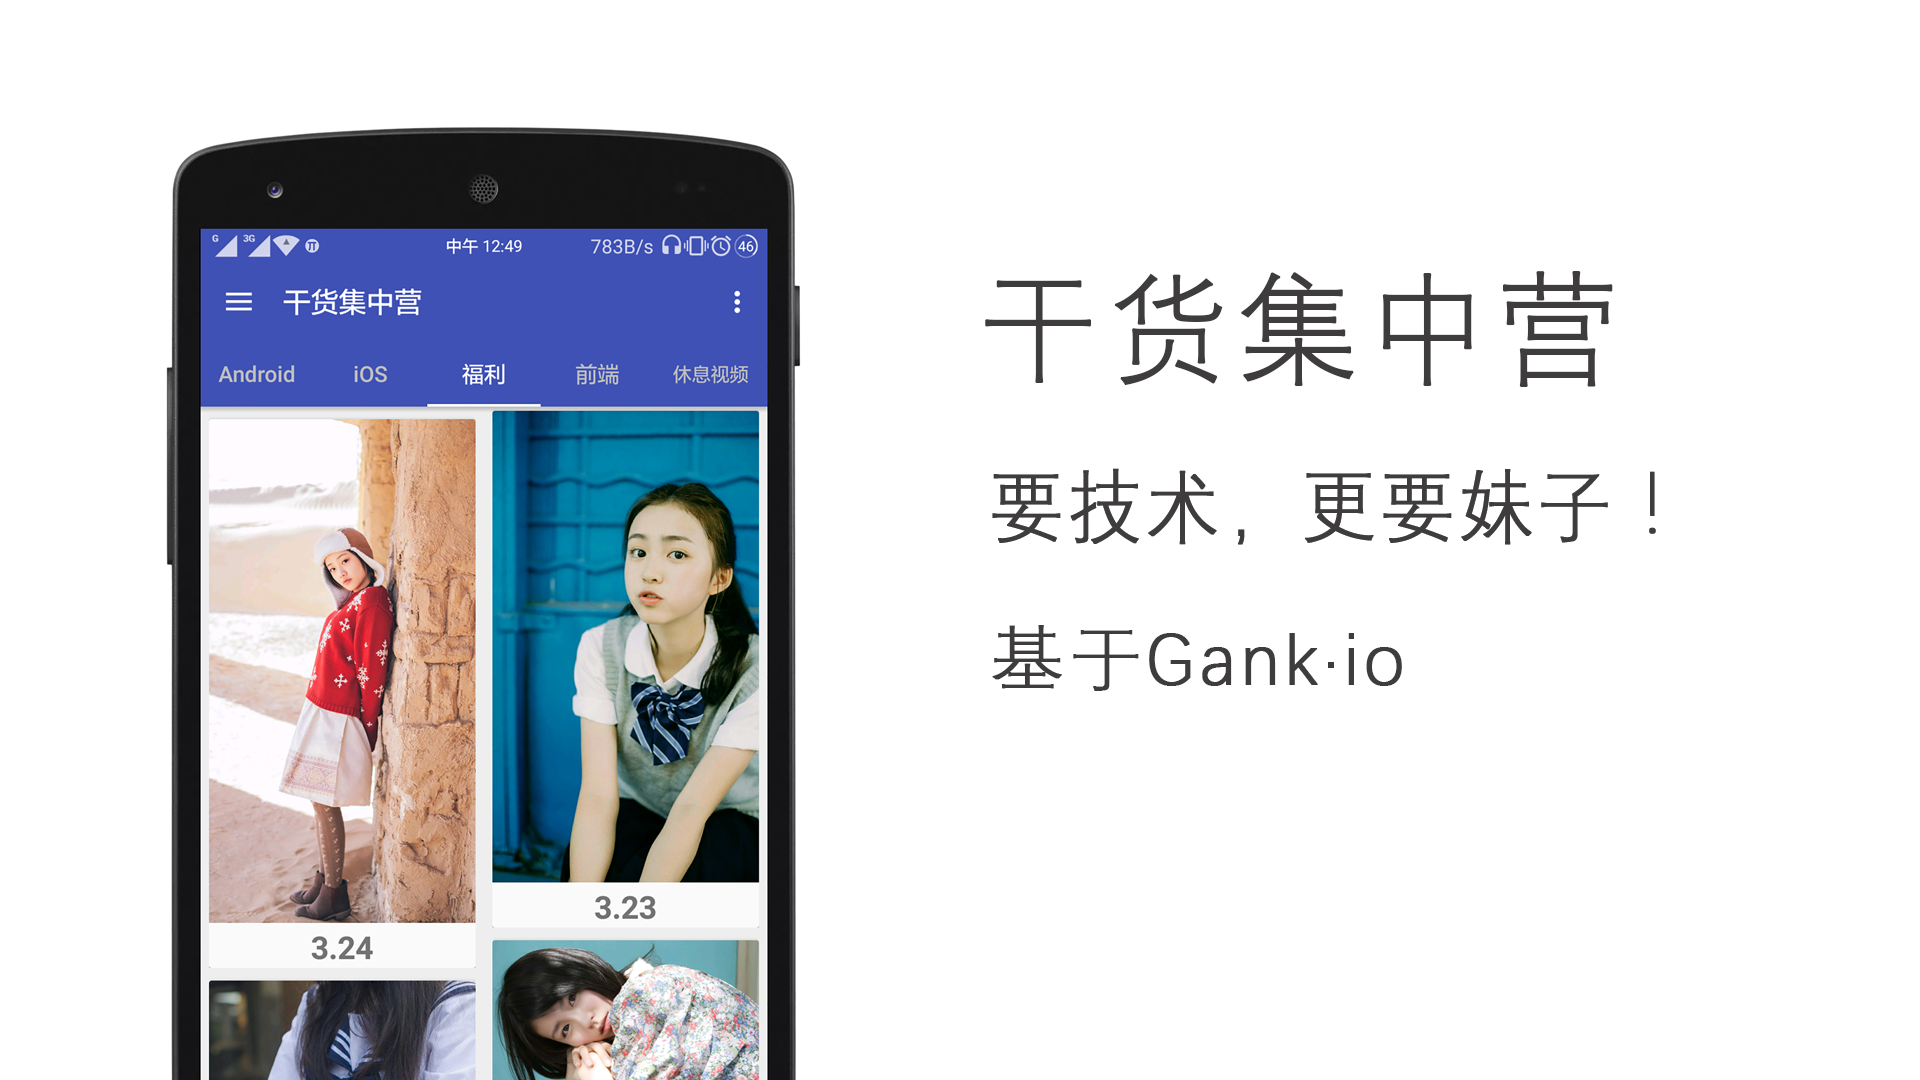 G 3G 中午 12:49 783B/s 46
干货集中营
Android iOS 福利 前端 休息视频
3.23
3.24
干货集中营
要技术，更要妹子！
基于Gank·io